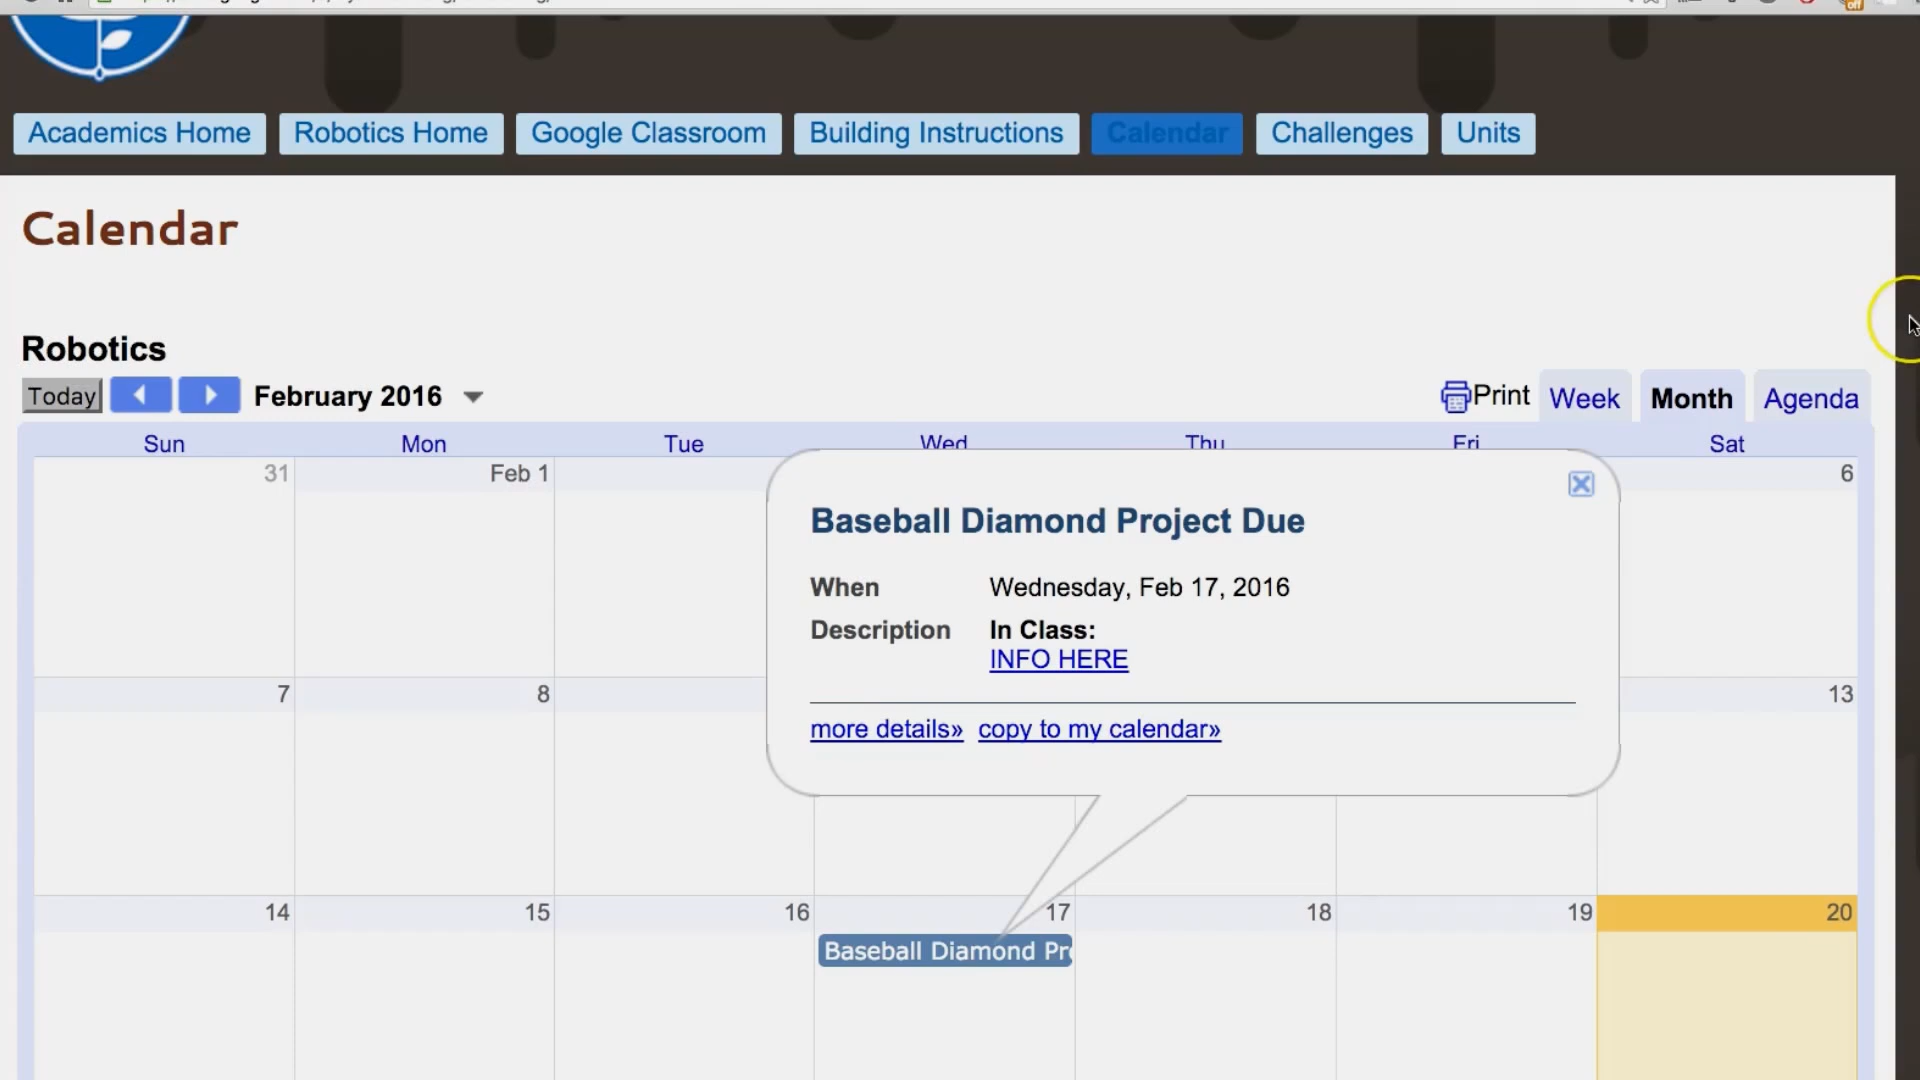 off
Academics Home Robotics Home Google Classroom Building Instructions Calendar Challenges Units
Calendar
Robotics
Today February 2016 Print Week Month Agenda
Sun Mon Tue Wed Thu Fri Sat
31 Feb 1 6
Baseball Diamond Project Due
When Wednesday, Feb 17, 2016
Description In Class:
INFO HERE
7 8 13
more details» copy to my calendar»
14 15 16 17 18 19 20
Baseball Diamond Pr